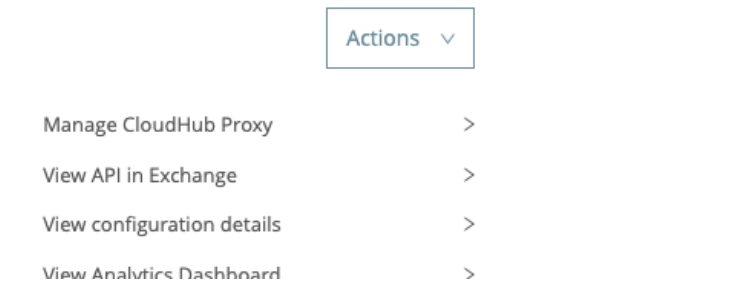 Actions
Manage CloudHub Proxy
View API in Exchange
View configuration details
View Analytics Dashboard